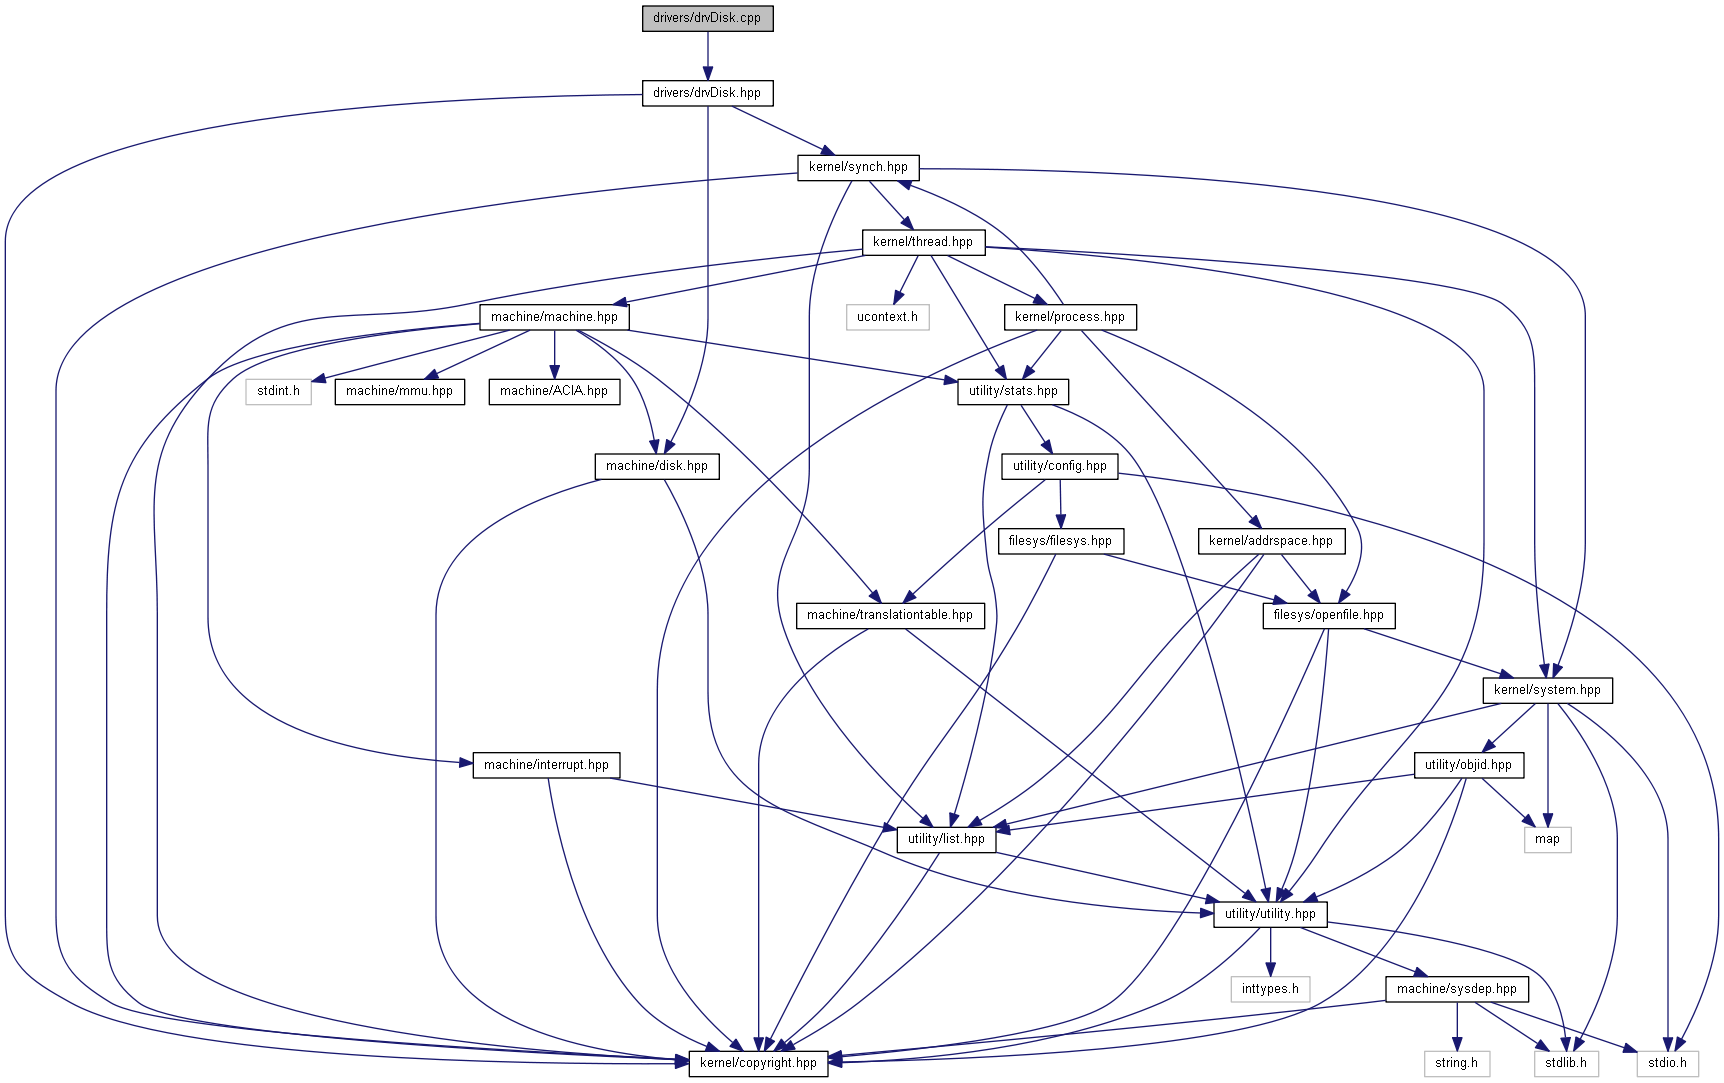 drivers/drvDisk.cpp
drivers/drvDisk.hpp
kernel/synch.hpp
kernel/thread.hpp
machine/machine.hpp
ucontext.h
kernel/process.hpp
stdint.h
machine/mmu.hpp
machine/ACIA.hpp
utility/stats.hpp
machine/disk.hpp
utility/config.hpp
filesys/filesys.hpp
kernel/addrspace.hpp
machine/translationtable.hpp
filesys/openfile.hpp
kernel/system.hpp
machine/interrupt.hpp
utility/objid.hpp
utility/list.hpp
map
utility/utility.hpp
inttypes.h
machine/sysdep.hpp
kernel/copyright.hpp
string.h
stdlib.h
stdio.h